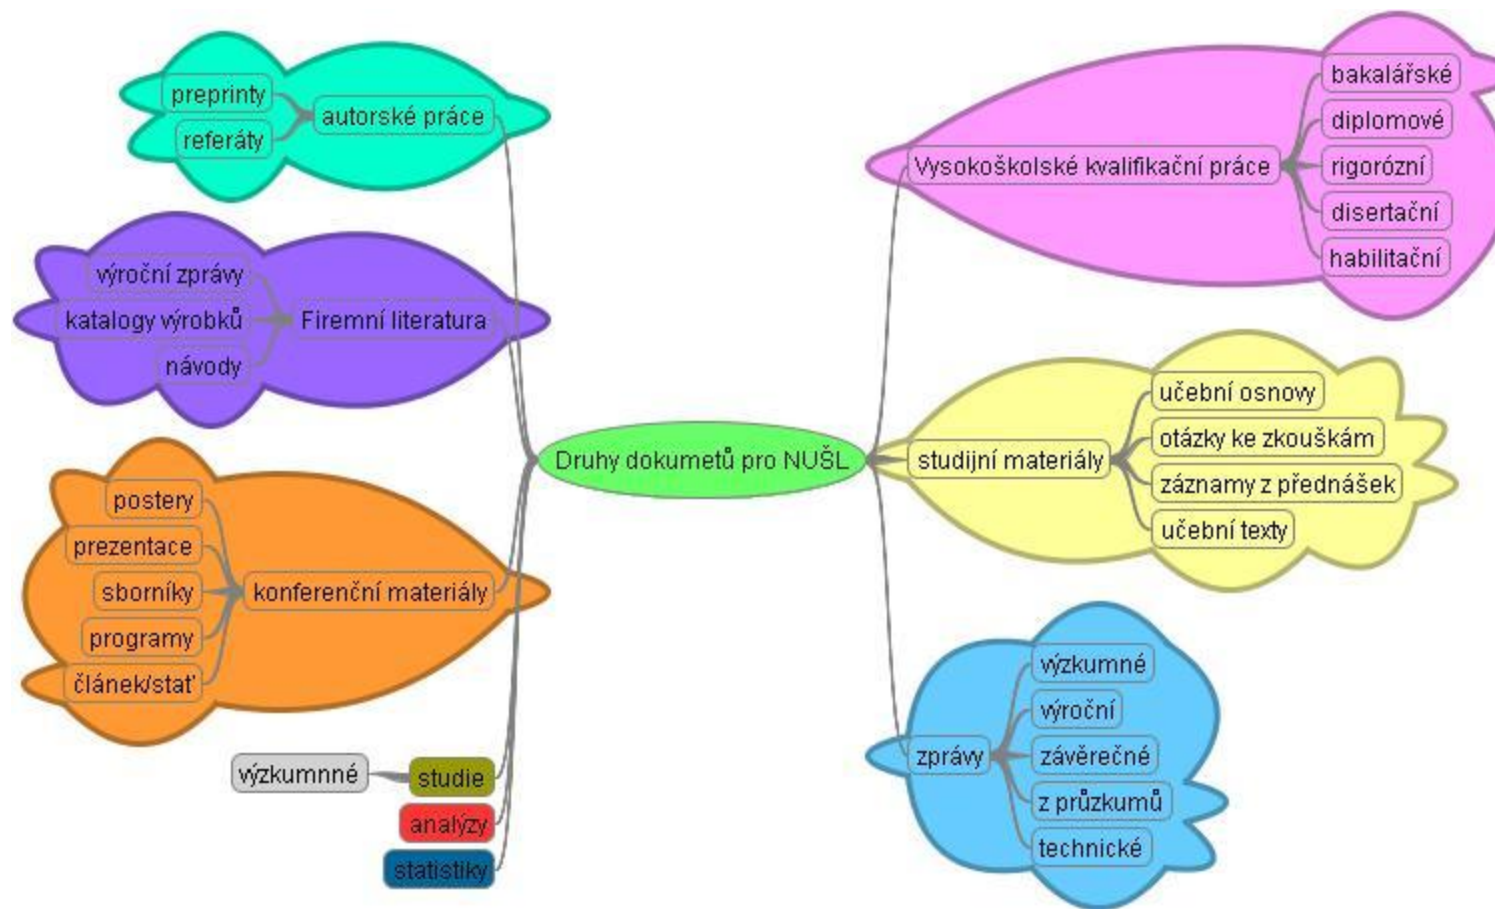 preprinty
referáty
autorské práce
výroční zprávy
katalogy výrobků
návody
Firemní literatura
postery
prezentace
sborníky
programy
článek/stať
konferenční materiály
výzkumnné
studie
analýzy
statistiky
Druhy dokumetů pro NUŠL
Vysokoškolské kvalifikační práce
bakalářské
diplomové
rigorózní
disertační
habilitační
studijní materiály
učební osnovy
otázky ke zkouškám
záznamy z přednášek
učební texty
zprávy
výzkumné
výroční
závěrečné
z průzkumů
technické